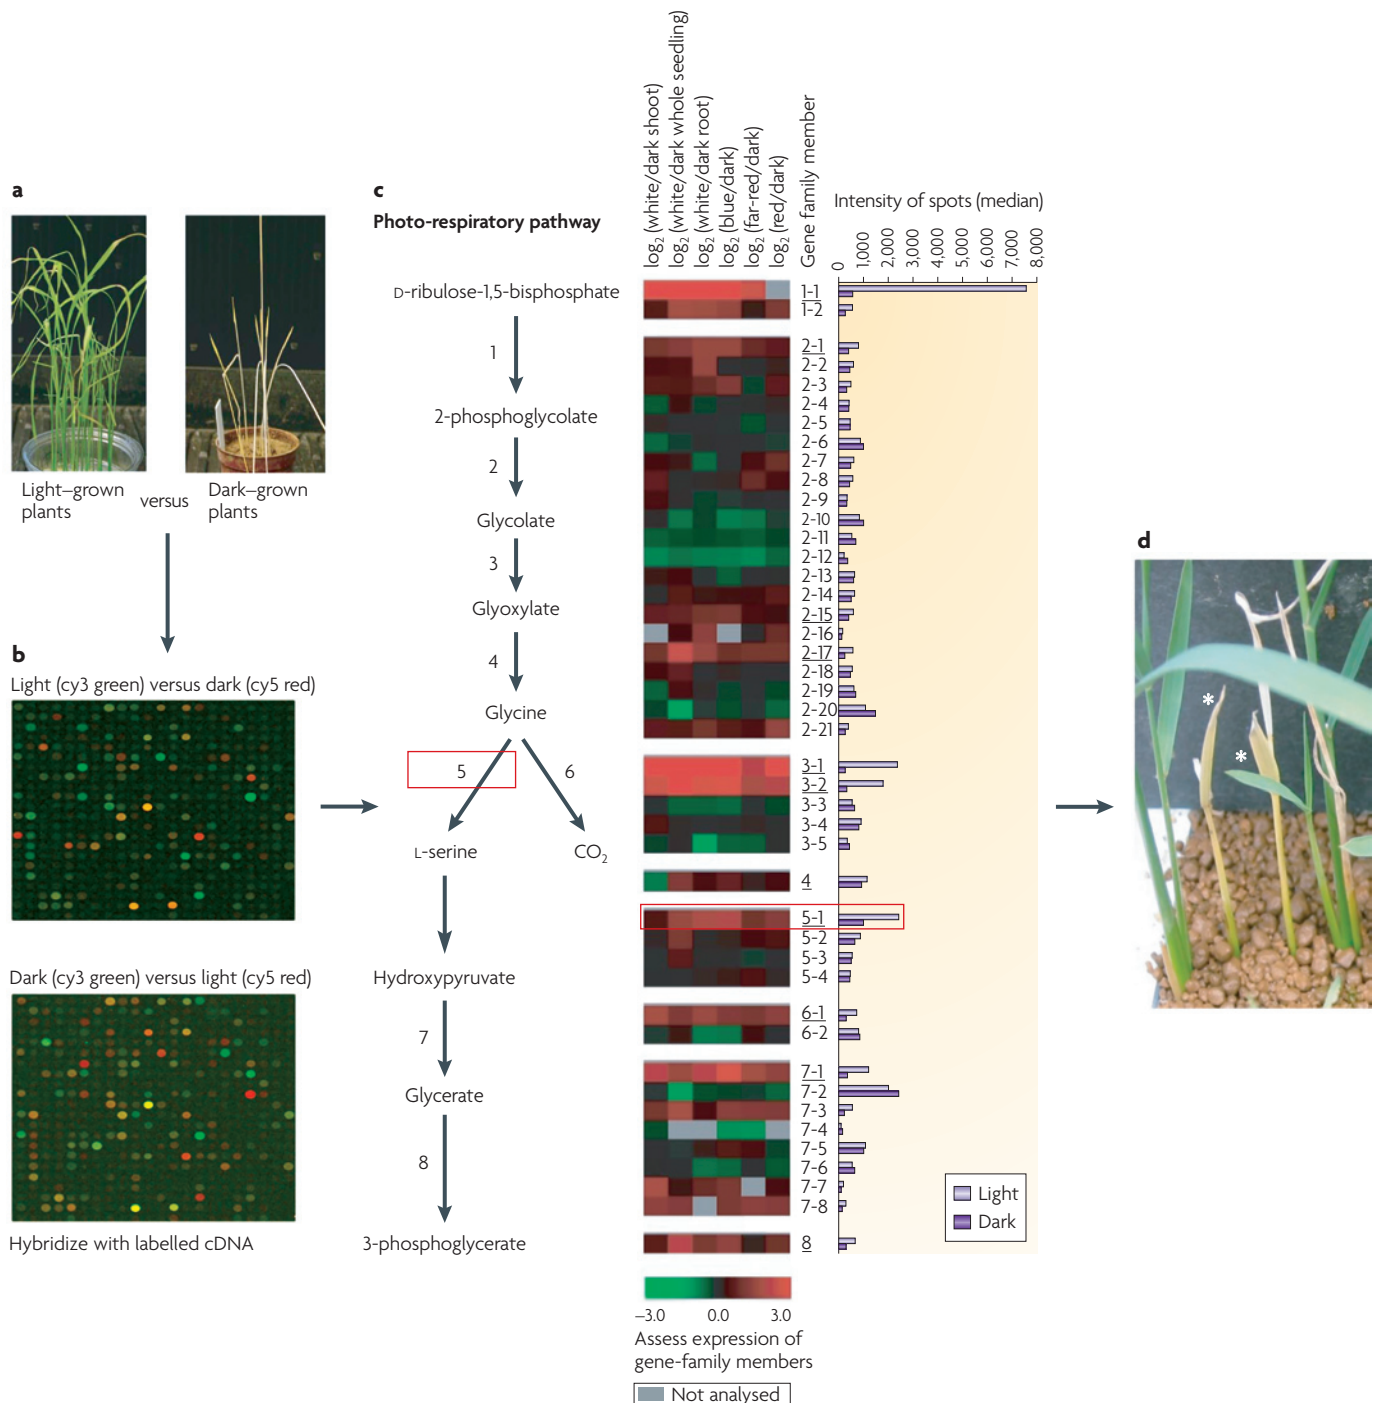 a
Light–grown
plants
versus
Dark–grown
plants
b
Light (cy3 green) versus dark (cy5 red)
Dark (cy3 green) versus light (cy5 red)
Hybridize with labelled cDNA
c
Photo-respiratory pathway
D-ribulose-1,5-bisphosphate
1
2-phosphoglycolate
2
Glycolate
3
Glyoxylate
4
Glycine
5
6
L-serine
CO2
Hydroxypyruvate
7
Glycerate
8
3-phosphoglycerate
log2 (white/dark shoot)
log2 (white/dark whole seedling)
log2 (white/dark root)
log2 (blue/dark)
log2 (far-red/dark)
log2 (red/dark)
Gene family member
Intensity of spots (median)
0
1,000
2,000
3,000
4,000
5,000
6,000
7,000
8,000
1-1
1-2
2-1
2-2
2-3
2-4
2-5
2-6
2-7
2-8
2-9
2-10
2-11
2-12
2-13
2-14
2-15
2-16
2-17
2-18
2-19
2-20
2-21
3-1
3-2
3-3
3-4
3-5
4
5-1
5-2
5-3
5-4
6-1
6-2
7-1
7-2
7-3
7-4
7-5
7-6
7-7
7-8
8
Light
Dark
–3.0 0.0 3.0
Assess expression of
gene-family members
Not analysed
d
*
*